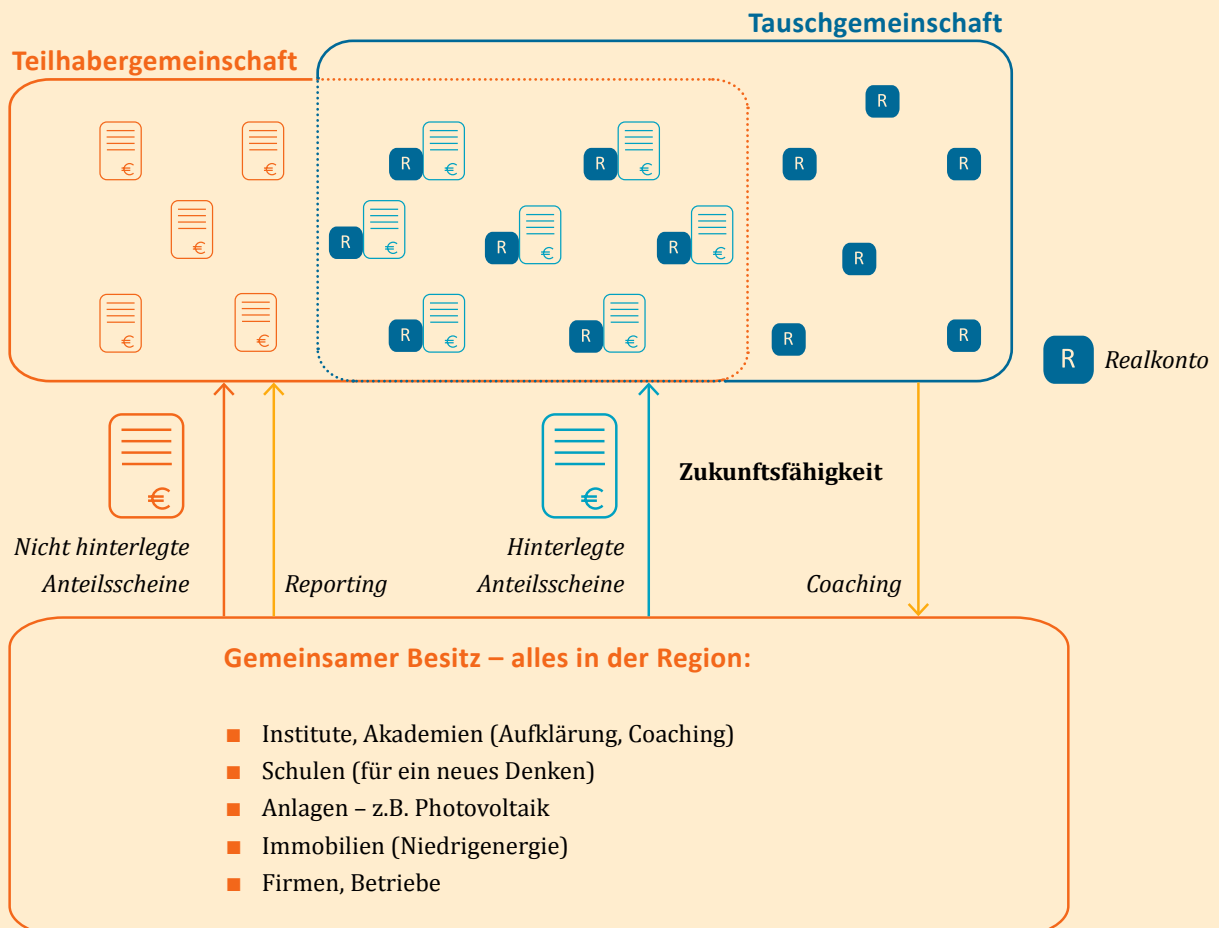 Tauschgemeinschaft
Teilhabergemeinschaft
R
€
€
R
€
R
€
R
R
€
R
€
R
€
R
€
R
€
€
R
€
R
€
R
R
R
Realkonto
€
€
Zukunftsfähigkeit
Nicht hinterlegte
Anteilsscheine
Reporting
Hinterlegte
Anteilsscheine
Coaching
Gemeinsamer Besitz – alles in der Region:
■ Institute, Akademien (Aufklärung, Coaching)
■ Schulen (für ein neues Denken)
■ Anlagen – z.B. Photovoltaik
■ Immobilien (Niedrigenergie)
■ Firmen, Betriebe